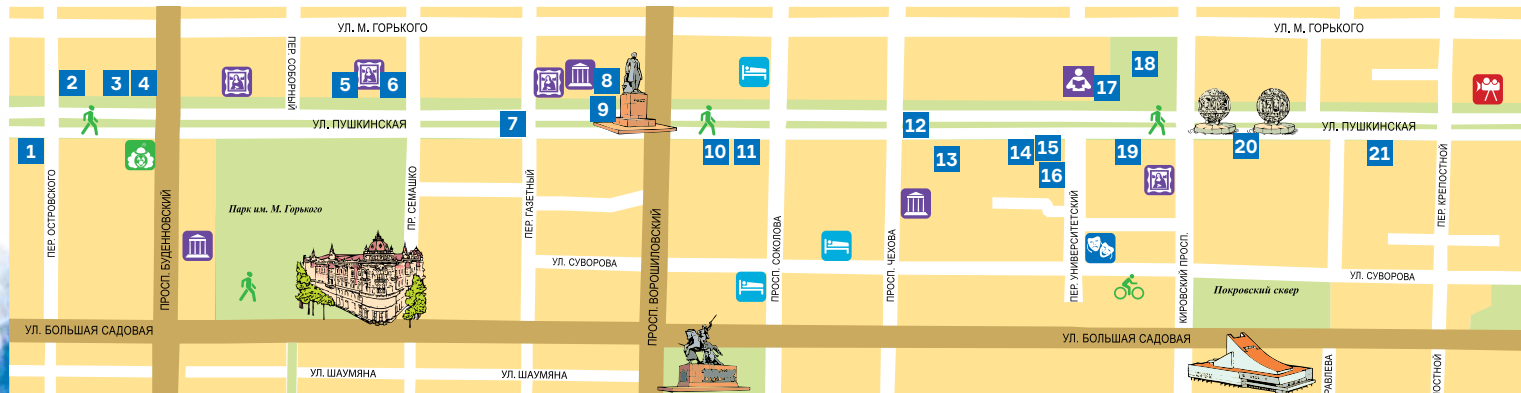 УЛ. М. ГОРЬКОГО
УЛ. М. ГОРЬКОГО
ПЕР. СОБОРНЫЙ
2
3
4
5
6
8
9
17
18
УЛ. ПУШКИНСКАЯ
7
12
УЛ. ПУШКИНСКАЯ
1
10
11
13
14
15
16
19
20
21
ПЕР. ОСТРОВСКОГО
ПРОСП. БУДЕННОВСКИЙ
Парк им. М. Горького
ПР. СЕМАШКО
ПЕР. ГАЗЕТНЫЙ
ПРОСП. ВОРОШИЛОВСКИЙ
ПРОСП. СОКОЛОВА
ПРОСП. ЧЕХОВА
ПЕР. УНИВЕРСИТЕТСКИЙ
КИРОВСКИЙ ПРОСП.
ПЕР. КРЕПОСТНОЙ
УЛ. СУВОРОВА
УЛ. СУВОРОВА
Покровский сквер
УЛ. БОЛЬШАЯ САДОВАЯ
УЛ. БОЛЬШАЯ САДОВАЯ
УЛ. ШАУМЯНА
УЛ. ШАУМЯНА
РАВЛЕВА
ОСТНОЙ